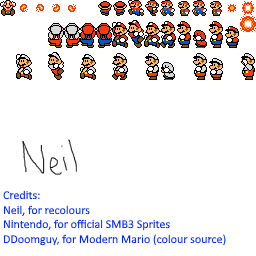 Neil
Credits:
Neil, for recolours
Nintendo, for official SMB3 Sprites
DDoomguy, for Modern Mario (colour source)